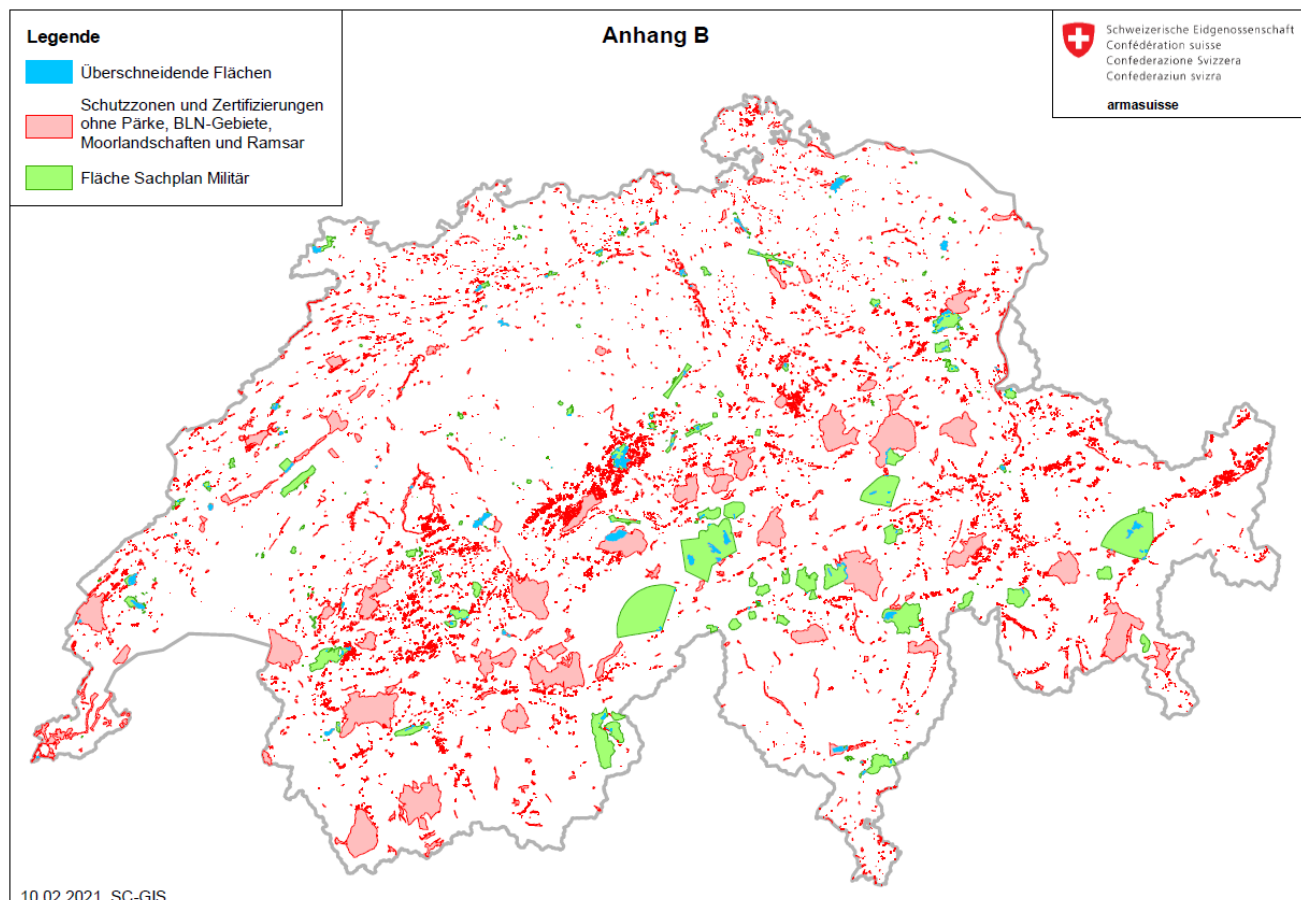 Legende
Überschneidende Flächen
Schutzzonen und Zertifizierungen
ohne Pärke, BLN-Gebiete,
Moorlandschaften und Ramsar
Fläche Sachplan Militär
Anhang B
Schweizerische Eidgenossenschaft
Confédération suisse
Confederazione Svizzera
Confederaziun svizra
armasuisse
10.02.2021, SC-GIS